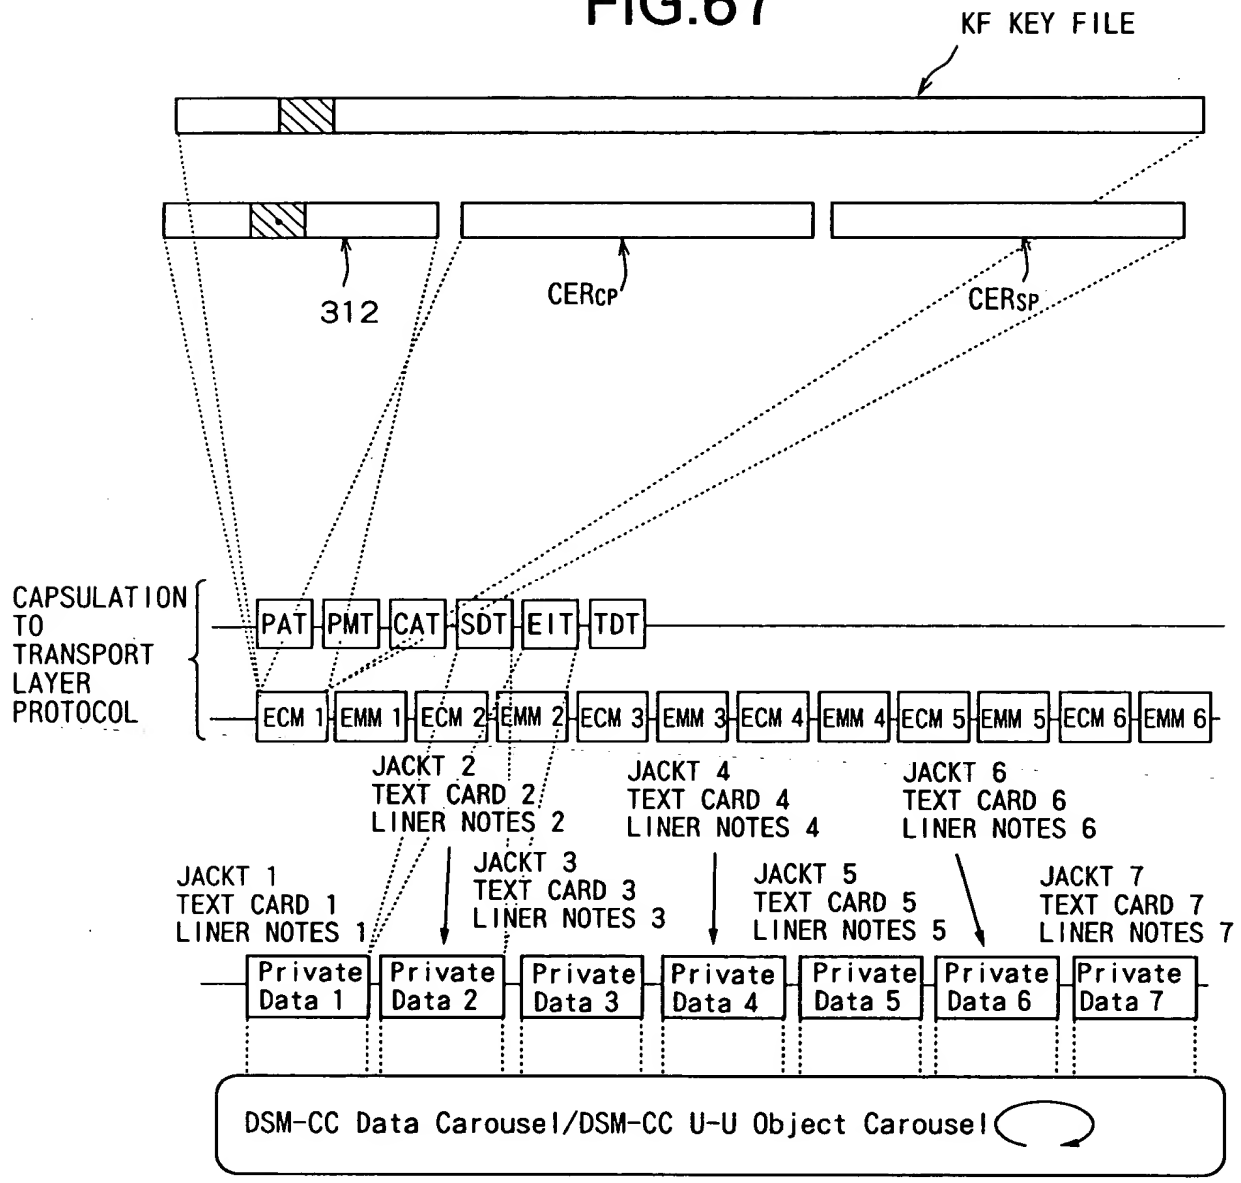 FIG.67
KF KEY FILE
312
CERCP
CERSP
CAPSULATION
TO
TRANSPORT
LAYER
PROTOCOL
PAT PMT CAT SDT EIT TDT
ECM 1 EMM 1 ECM 2 EMM 2 ECM 3 EMM 3 ECM 4 EMM 4 ECM 5 EMM 5 ECM 6 EMM 6
JACKT 2
TEXT CARD 2
LINER NOTES 2
JACKT 4
TEXT CARD 4
LINER NOTES 4
JACKT 6
TEXT CARD 6
LINER NOTES 6
JACKT 1
TEXT CARD 1
LINER NOTES 1
JACKT 3
TEXT CARD 3
LINER NOTES 3
JACKT 5
TEXT CARD 5
LINER NOTES 5
JACKT 7
TEXT CARD 7
LINER NOTES 7
Private
Data 1
Private
Data 2
Private
Data 3
Private
Data 4
Private
Data 5
Private
Data 6
Private
Data 7
DSM-CC Data Carousel/DSM-CC U-U Object Carousel